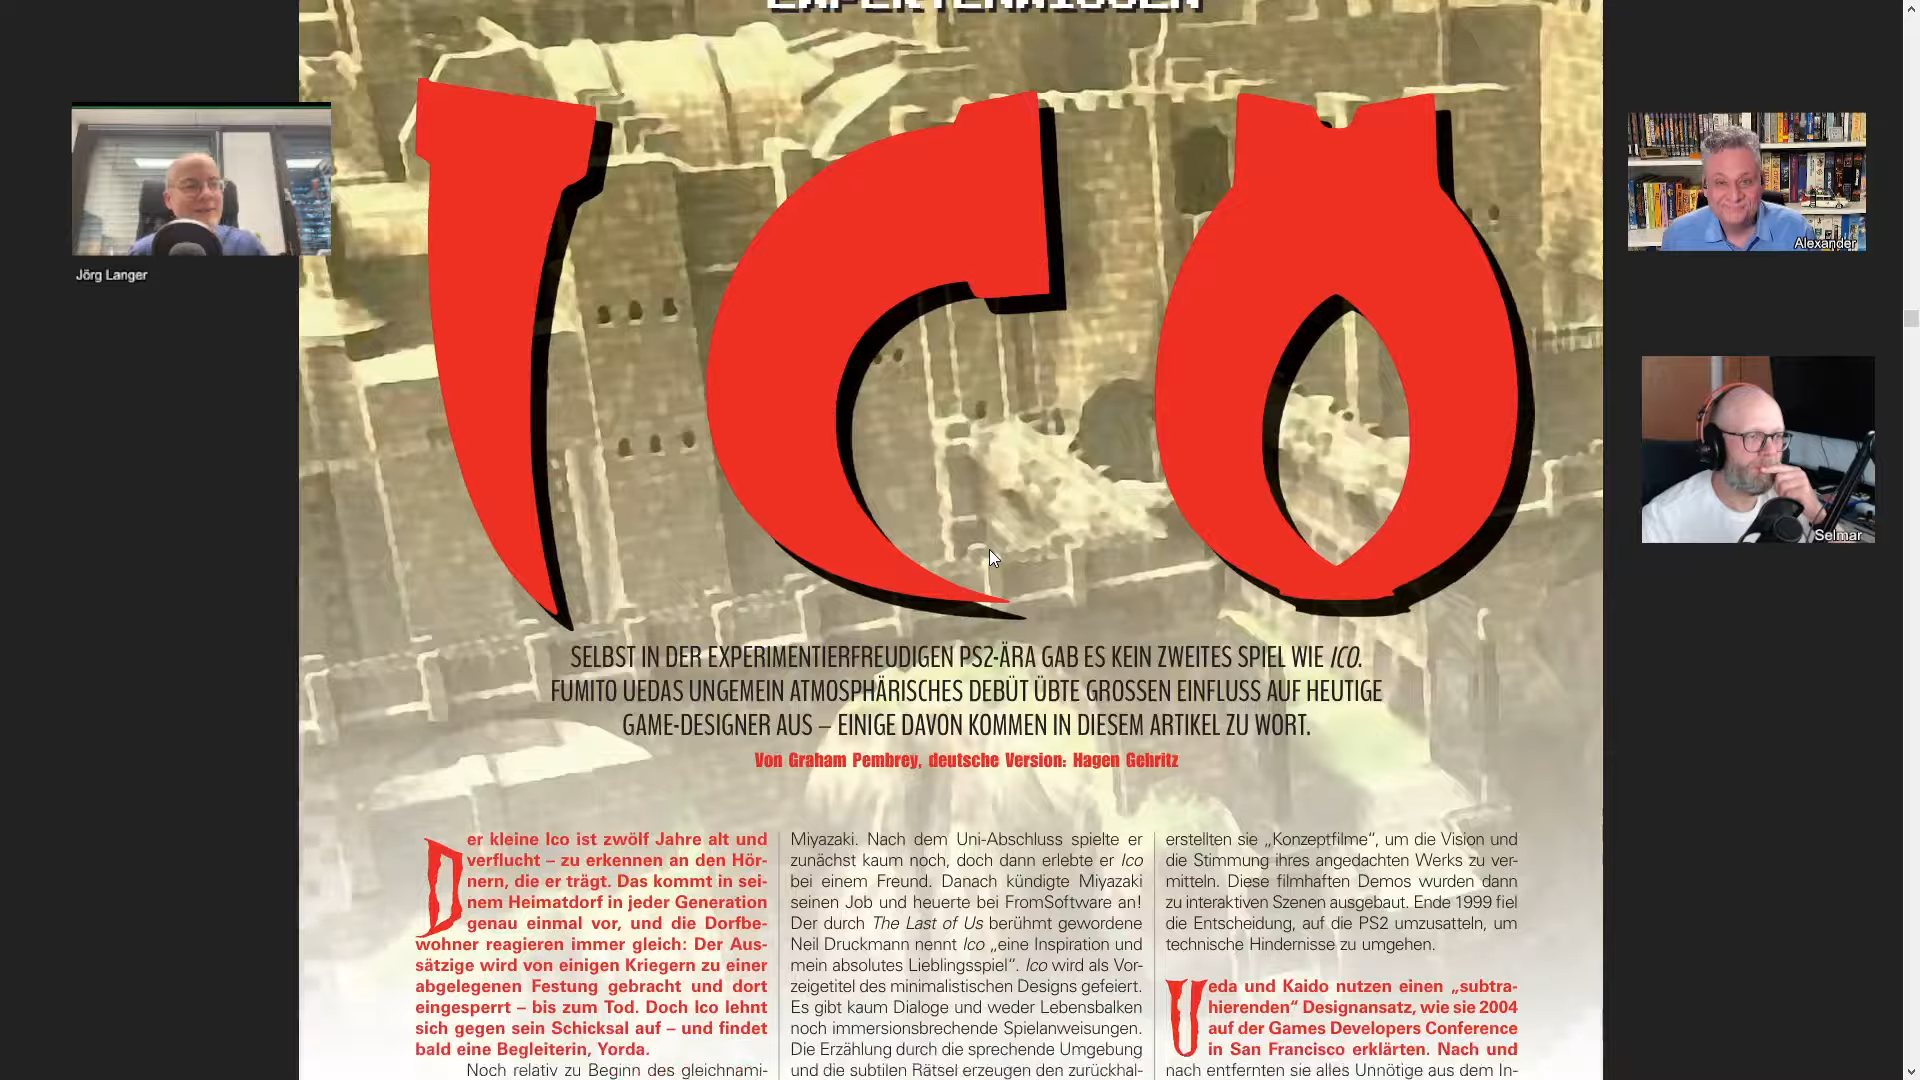 EXPERTENWISSEN
ICO
Jörg Langer
Alexander
Selmar
SELBST IN DER EXPERIMENTIERFREUDIGEN PS2-ÄRA GAB ES KEIN ZWEITES SPIEL WIE ICO.
FUMITO UEDAS UNGEMEIN ATMOSPHÄRISCHES DEBÜT ÜBTE GROSSEN EINFLUSS AUF HEUTIGE
GAME-DESIGNER AUS – EINIGE DAVON KOMMEN IN DIESEM ARTIKEL ZU WORT.
Von Graham Pembrey, deutsche Version: Hagen Gehritz
Der kleine Ico ist zwölf Jahre alt und
verflucht – zu erkennen an den Hör-
nern, die er trägt. Das kommt in sei-
nem Heimatdorf in jeder Generation
genau einmal vor, und die Dorfbe-
wohner reagieren immer gleich: Der Aus-
sätzige wird von einigen Kriegern zu einer
abgelegenen Festung gebracht und dort
eingesperrt – bis zum Tod. Doch Ico lehnt
sich gegen sein Schicksal auf – und findet
bald eine Begleiterin, Yorda.
Noch relativ zu Beginn des gleichnami-
Miyazaki. Nach dem Uni-Abschluss spielte er
zunächst kaum noch, doch dann erlebte er Ico
bei einem Freund. Danach kündigte Miyazaki
seinen Job und heuerte bei FromSoftware an!
Der durch The Last of Us berühmt gewordene
Neil Druckmann nennt Ico „eine Inspiration und
mein absolutes Lieblingsspiel“. Ico wird als Vor-
zeigetitel des minimalistischen Designs gefeiert.
Es gibt kaum Dialoge und weder Lebensbalken
noch immersionsbrechende Spielanweisungen.
Die Erzählung durch die sprechende Umgebung
und die subtilen Rätsel erzeugen den zurückhal-
erstellten sie „Konzeptfilme“, um die Vision und
die Stimmung ihres angedachten Werks zu ver-
mitteln. Diese filmhaften Demos wurden dann
zu interaktiven Szenen ausgebaut. Ende 1999 fiel
die Entscheidung, auf die PS2 umzusatteln, um
technische Hindernisse zu umgehen.
Ueda und Kaido nutzen einen „subtra-
hierenden“ Designansatz, wie sie 2004
auf der Games Developers Conference
in San Francisco erklärten. Nach und
nach entfernten sie alles Unnötige aus dem In-